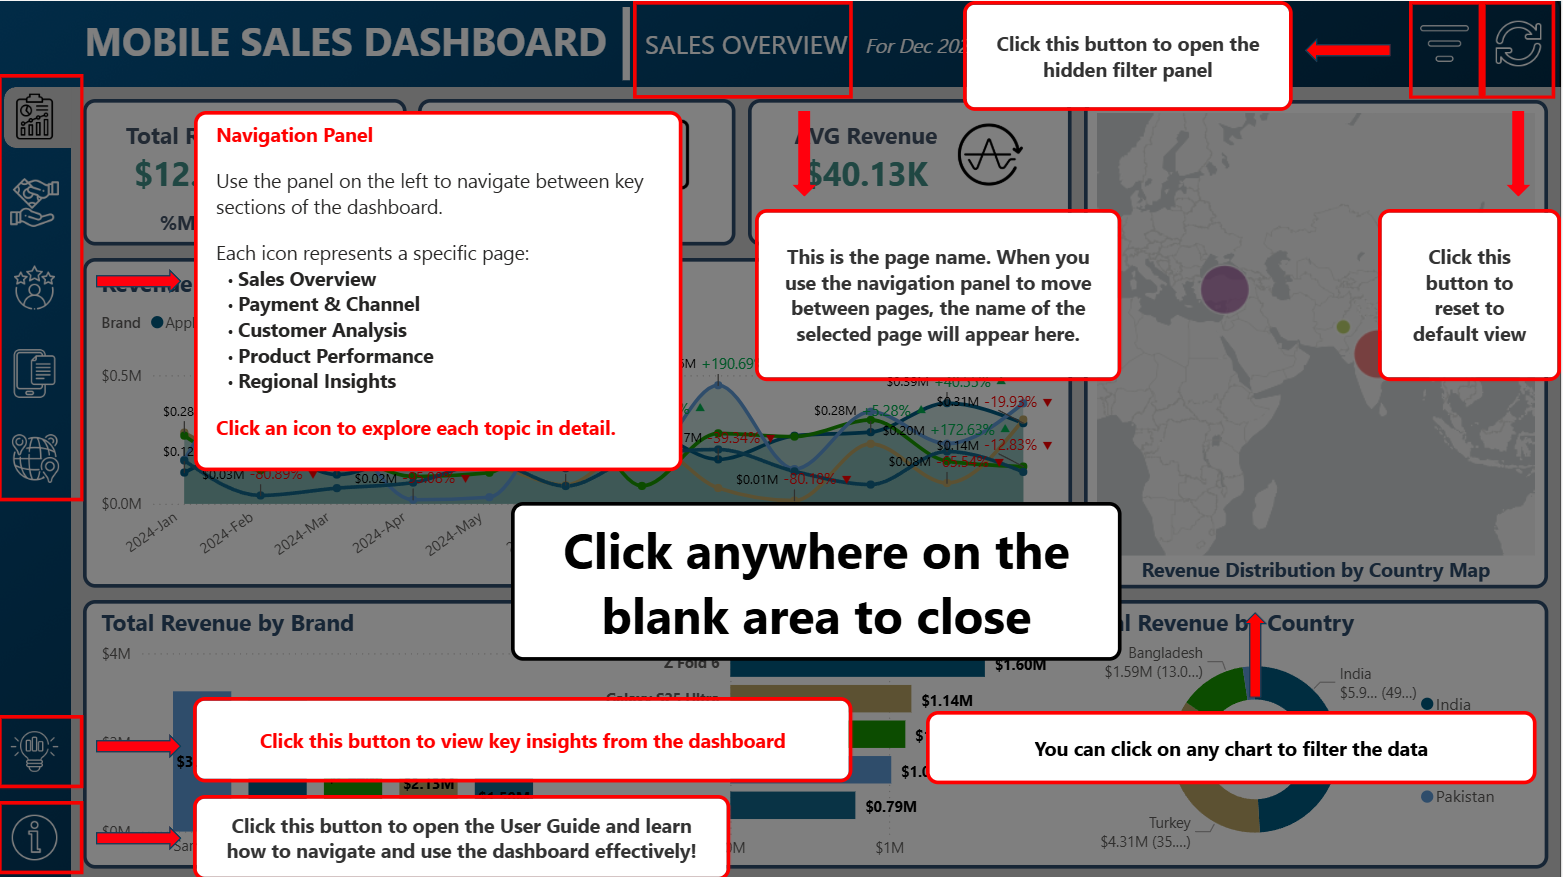 MOBILE SALES DASHBOARD
SALES OVERVIEW
For Dec 202
Click this button to open the
hidden filter panel
Total R
$12.
%M
AVG Revenue
$40.13K
Navigation Panel
Use the panel on the left to navigate between key
sections of the dashboard.
Each icon represents a specific page:
• Sales Overview
• Payment & Channel
• Customer Analysis
• Product Performance
• Regional Insights
Click an icon to explore each topic in detail.
This is the page name. When you
use the navigation panel to move
between pages, the name of the
selected page will appear here.
Click this
button to
reset to
default view
Revenue
Brand
Appl
$0.5M
$0.0M
$0.28
$0.12
$0.03M -80.89% ▼
$0.02M
5M +190.69%
% ▲
7M -39.34% ▼
$0.01M -80.18% ▼
$0.28M +5.28% ▲
$0.39M +40.55% ▲
$0.31M -19.93% ▼
$0.20M +172.63% ▲
$0.14M -12.83% ▼
$0.08M -65.54% ▼
2024-Jan
2024-Feb
2024-Mar
2024-Apr
2024-May
Click anywhere on the
blank area to close
Revenue Distribution by Country Map
Total Revenue by Brand
$4M
$0M
$3
$2.13M
Sam
Click this button to view key insights from the dashboard
Click this button to open the User Guide and learn
how to navigate and use the dashboard effectively!
Z Fold 6
$1.60M
Galaxy S25 Ultra
$1.14M
$1.0
$0.79M
0M
$1M
al Revenue by Country
Bangladesh
$1.59M (13.0...)
India
$5.9... (49...)
India
You can click on any chart to filter the data
Pakistan
Turkey
$4.31M (35....)